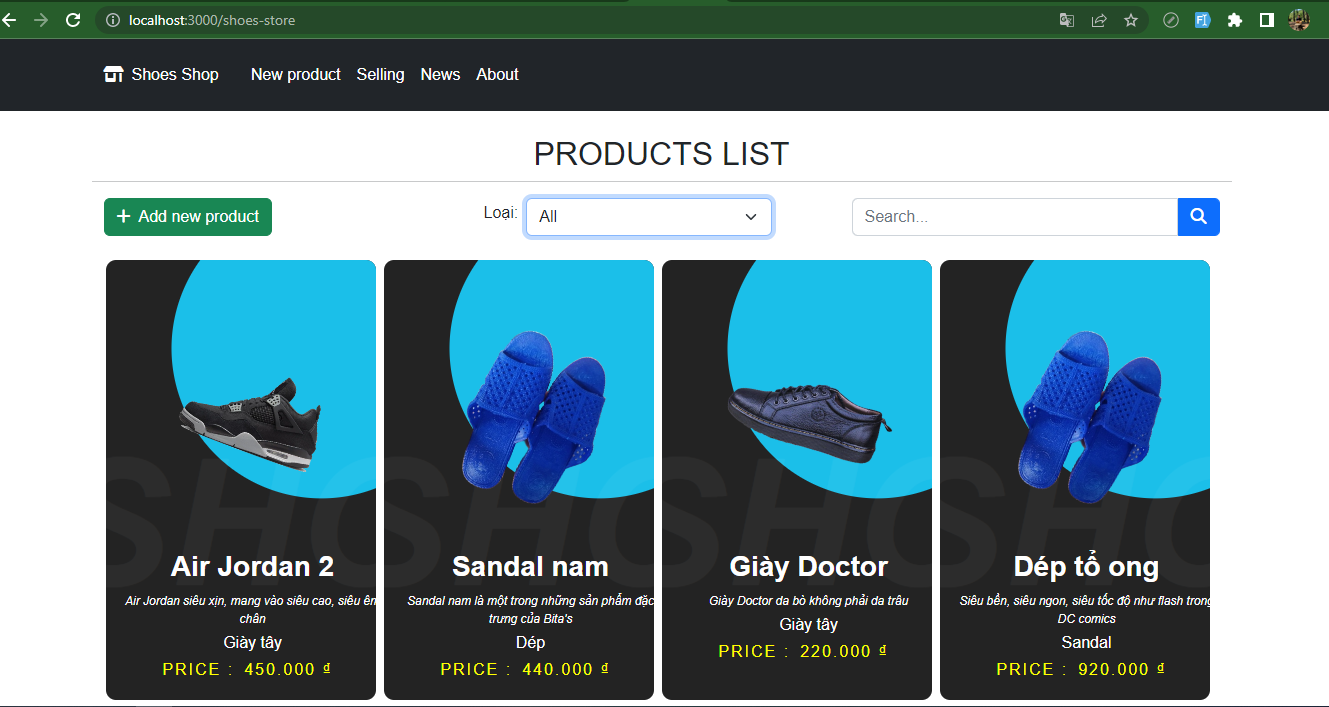 localhost:3000/shoes-store
Shoes Shop New product Selling News About
PRODUCTS LIST
+ Add new product
Loại: All
Search...
SHO
Air Jordan 2
Air Jordan siêu xịn, mang vào siêu cao, siêu êm
chân
Giày tây
PRICE : 450.000 ₫
SHO
Sandal nam
Sandal nam là một trong những sản phẩm đặc
trưng của Bita's
Dép
PRICE : 440.000 ₫
SHO
Giày Doctor
Giày Doctor da bò không phải da trâu
Giày tây
PRICE : 220.000 ₫
SHO
Dép tổ ong
Siêu bền, siêu ngon, siêu tốc độ như flash trong
DC comics
Sandal
PRICE : 920.000 ₫